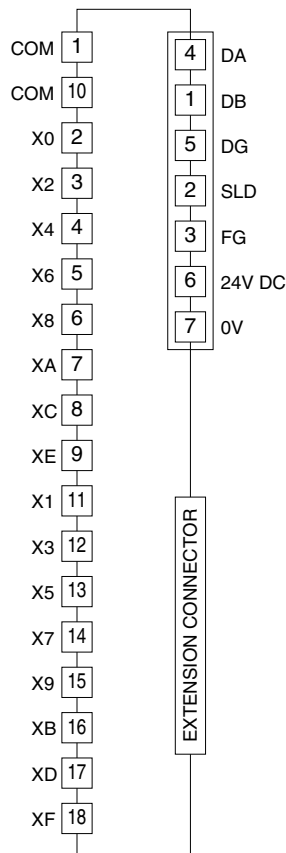 COM 1
COM 10
X0 2
X2 3
X4 4
X6 5
X8 6
XA 7
XC 8
XE 9
X1 11
X3 12
X5 13
X7 14
X9 15
XB 16
XD 17
XF 18
4 DA
1 DB
5 DG
2 SLD
3 FG
6 24V DC
7 0V
EXTENSION CONNECTOR